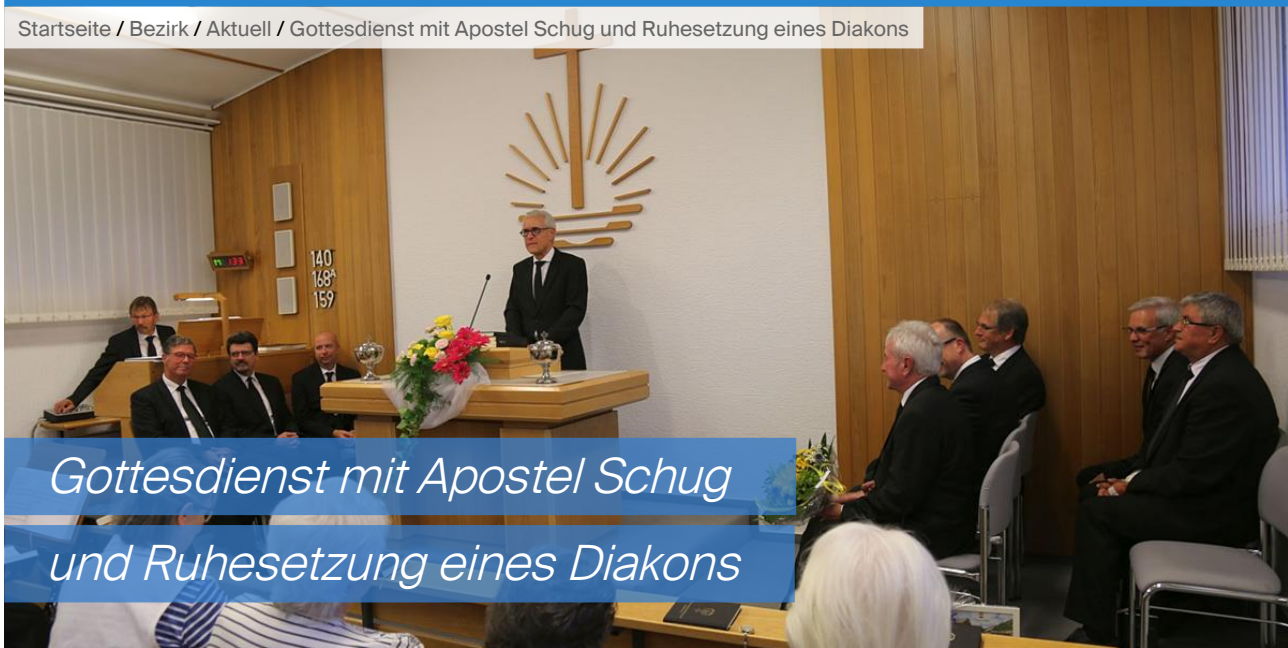 Startseite / Bezirk / Aktuell / Gottesdienst mit Apostel Schug und Ruhesetzung eines Diakons
140
168A
159
Gottesdienst mit Apostel Schug
und Ruhesetzung eines Diakons